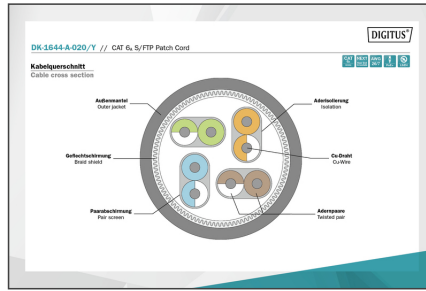 DIGITUS®
DK-1644-A-020/Y // CAT 6A S/FTP Patch Cord
Kabelquerschnitt
Cable cross section
Außenmantel
Outer jacket
Aderisolierung
Isolation
Geflechtschirmung
Braid shield
Cu-Draht
Cu-Wire
Paarabschirmung
Pair screen
Adernpaare
Twisted pair